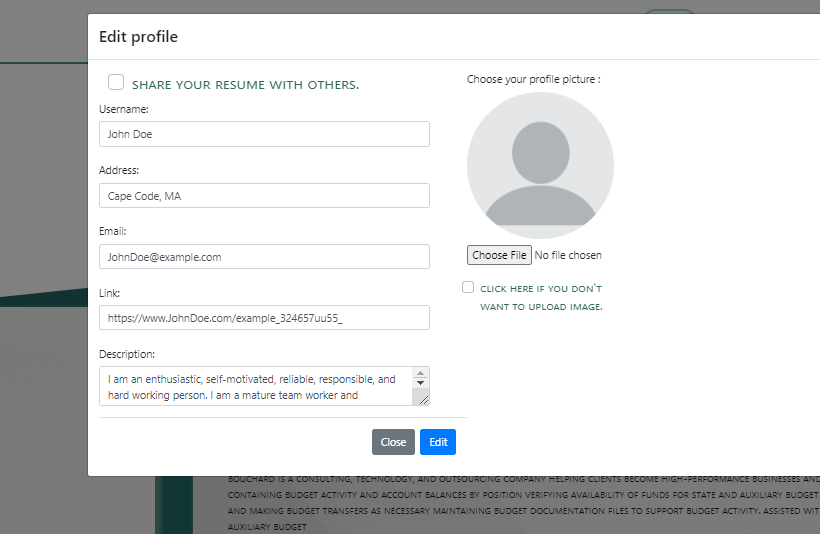 Edit profile
SHARE YOUR RESUME WITH OTHERS.
Username:
John Doe
Address:
Cape Code, MA
Email:
JohnDoe@example.com
Link:
https://www.JohnDoe.com/example_324657uu55_
Description:
I am an enthusiastic, self-motivated, reliable, responsible, and
hard working person. I am a mature team worker and
Choose your profile picture :
Choose File No file chosen
CLICK HERE IF YOU DON'T
WANT TO UPLOAD IMAGE.
Close Edit
BOUCHARD IS A CONSULTING, TECHNOLOGY, AND OUTSOURCING COMPANY HELPING CLIENTS BECOME HIGH-PERFORMANCE BUSINESSES AND
CONTAINING BUDGET ACTIVITY AND ACCOUNT BALANCES BY POSITION VERIFYING AVAILABILITY OF FUNDS FOR STATE AND AUXILIARY BUDGET
AND MAKING BUDGET TRANSFERS AS NECESSARY MAINTAINING BUDGET DOCUMENTATION FILES TO SUPPORT BUDGET ACTIVITY. ASSISTED WIT
AUXILIARY BUDGET